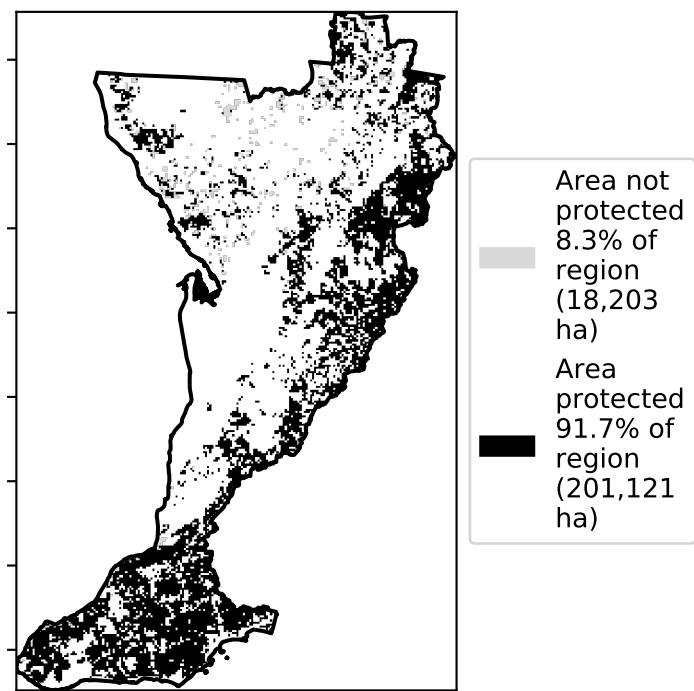 Area not
protected
8.3% of
region
(18,203
ha)
Area
protected
91.7% of
region
(201,121
ha)